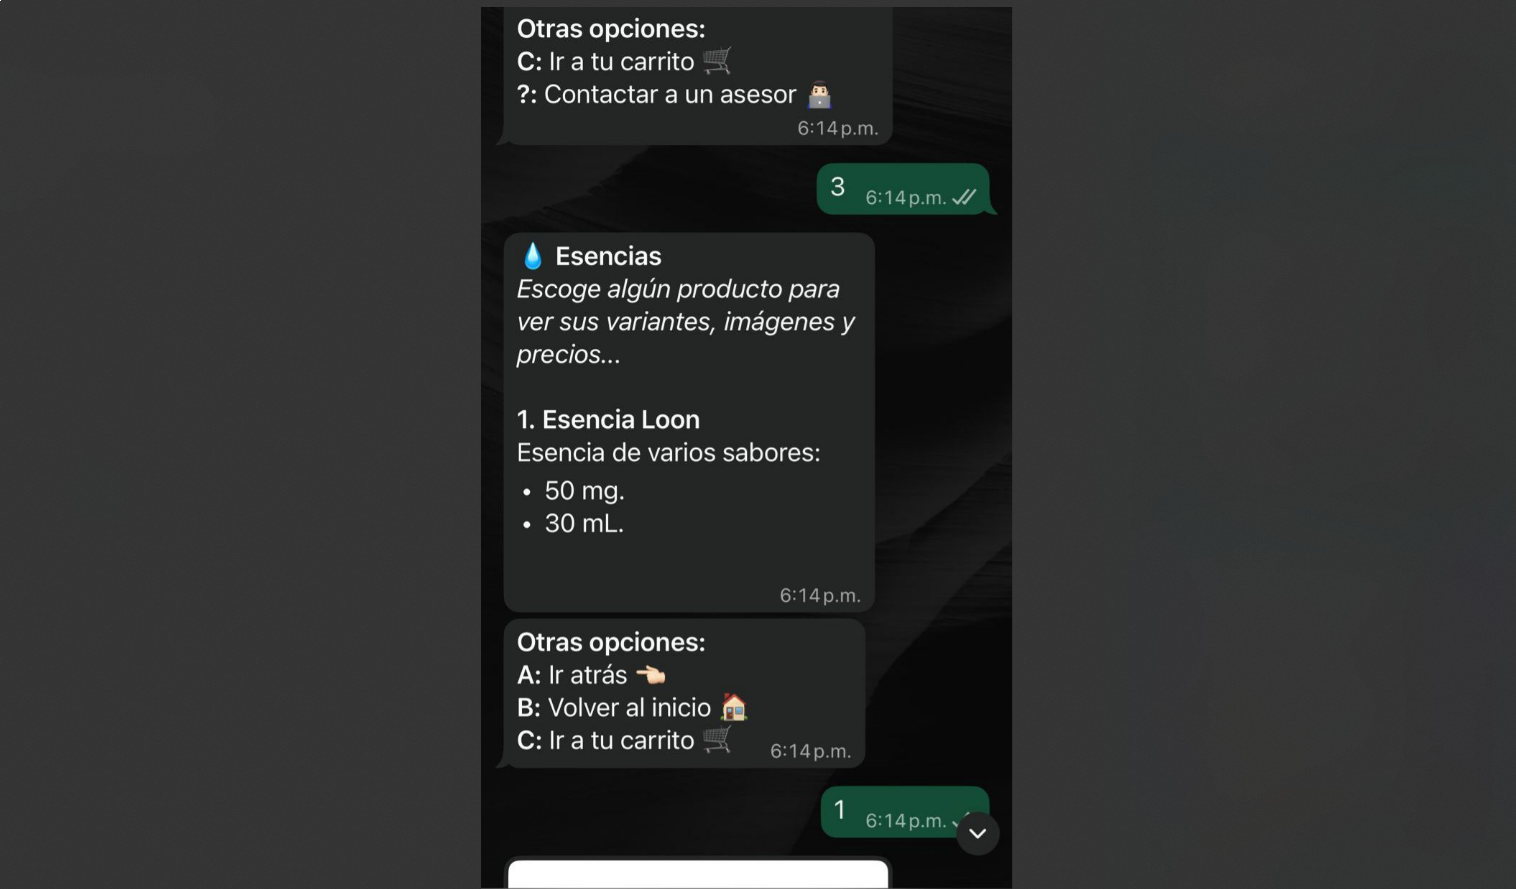 Otras opciones:
C: Ir a tu carrito 🛒
?: Contactar a un asesor 👨🏻‍💻
6:14 p.m.
3 6:14 p.m.
💧 Esencias
Escoge algún producto para
ver sus variantes, imágenes y
precios...
1. Esencia Loon
Esencia de varios sabores:
• 50 mg.
• 30 mL.
6:14 p.m.
Otras opciones:
A: Ir atrás 👈🏻
B: Volver al inicio 🏠
C: Ir a tu carrito 🛒 6:14 p.m.
1 6:14 p.m.